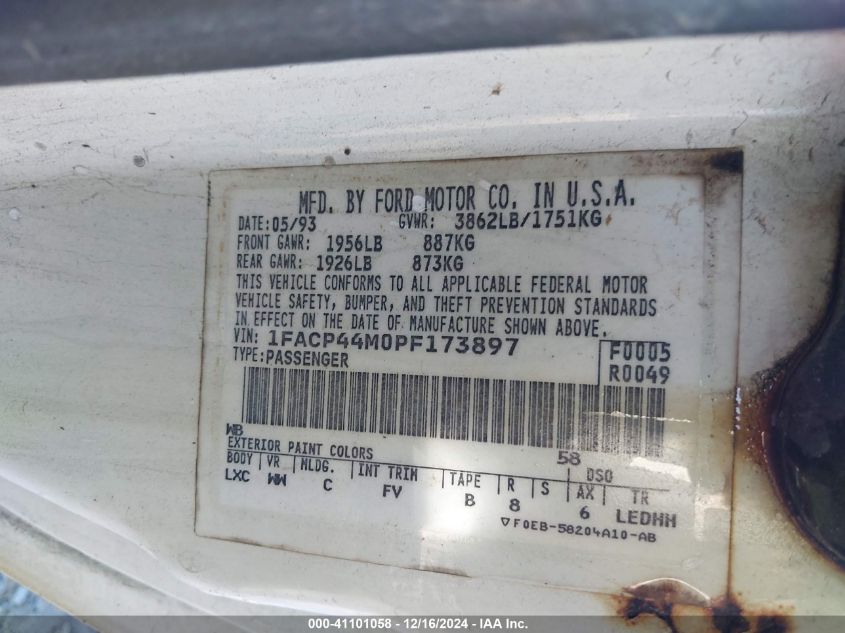 MFD. BY FORD MOTOR CO. IN U.S.A.
DATE: 05/93 GVWR: 3862LB/1751KG
FRONT GAWR: 1956LB 887KG
REAR GAWR: 1926LB 873KG
THIS VEHICLE CONFORMS TO ALL APPLICABLE FEDERAL MOTOR
VEHICLE SAFETY, BUMPER, AND THEFT PREVENTION STANDARDS
IN EFFECT ON THE DATE OF MANUFACTURE SHOWN ABOVE.
VIN: 1FACP44M0PF173897 F0005
TYPE: PASSENGER R0049
WB 58
EXTERIOR PAINT COLORS DSO
BODY VR MLDG. INT TRIM TAPE R S AX TR
LXC WW C FV B 8 6 LEDHH
▽F0EB-58204A10-AB
000-41101058 - 12/16/2024 - IAA Inc.